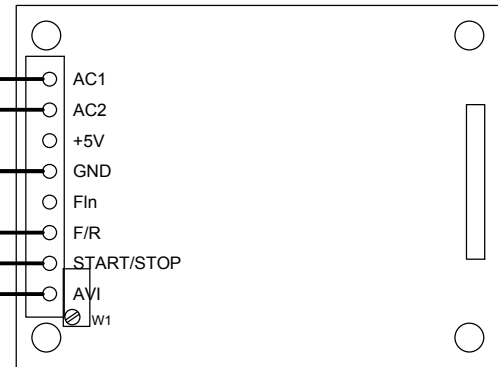 AC1
AC2
+5V
GND
FIn
F/R
START/STOP
AVI
W1